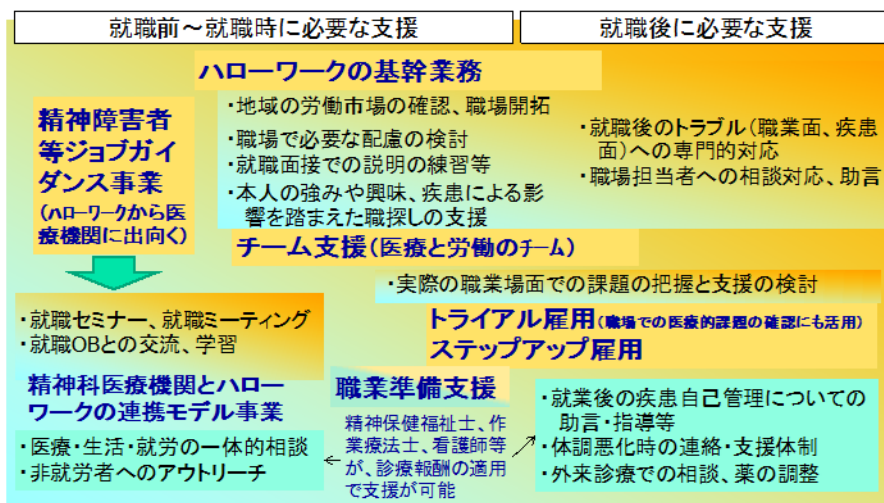 就職前～就職時に必要な支援
就職後に必要な支援
ハローワークの基幹業務
・地域の労働市場の確認、職場開拓
・職場で必要な配慮の検討
・就職面接での説明の練習等
・本人の強みや興味、疾患による影
響を踏まえた職探しの支援
・就職後のトラブル（職業面、疾患
面）への専門的対応
・職場担当者への相談対応、助言
精神障害者
等ジョブガイ
ダンス事業
（ハローワークから医
療機関に出向く）
チーム支援（医療と労働のチーム）
・実際の職業場面での課題の把握と支援の検討
・就職セミナー、就職ミーティング
・就職OBとの交流、学習
トライアル雇用（職場での医療的課題の確認にも活用）
ステップアップ雇用
精神科医療機関とハロー
ワークの連携モデル事業
・医療・生活・就労の一体的相談
・非就労者へのアウトリーチ
職業準備支援
精神保健福祉士、作
業療法士、看護師等
が、診療報酬の適用
で支援が可能
・就業後の疾患自己管理についての
助言・指導等
・体調悪化時の連絡・支援体制
・外来診療での相談、薬の調整